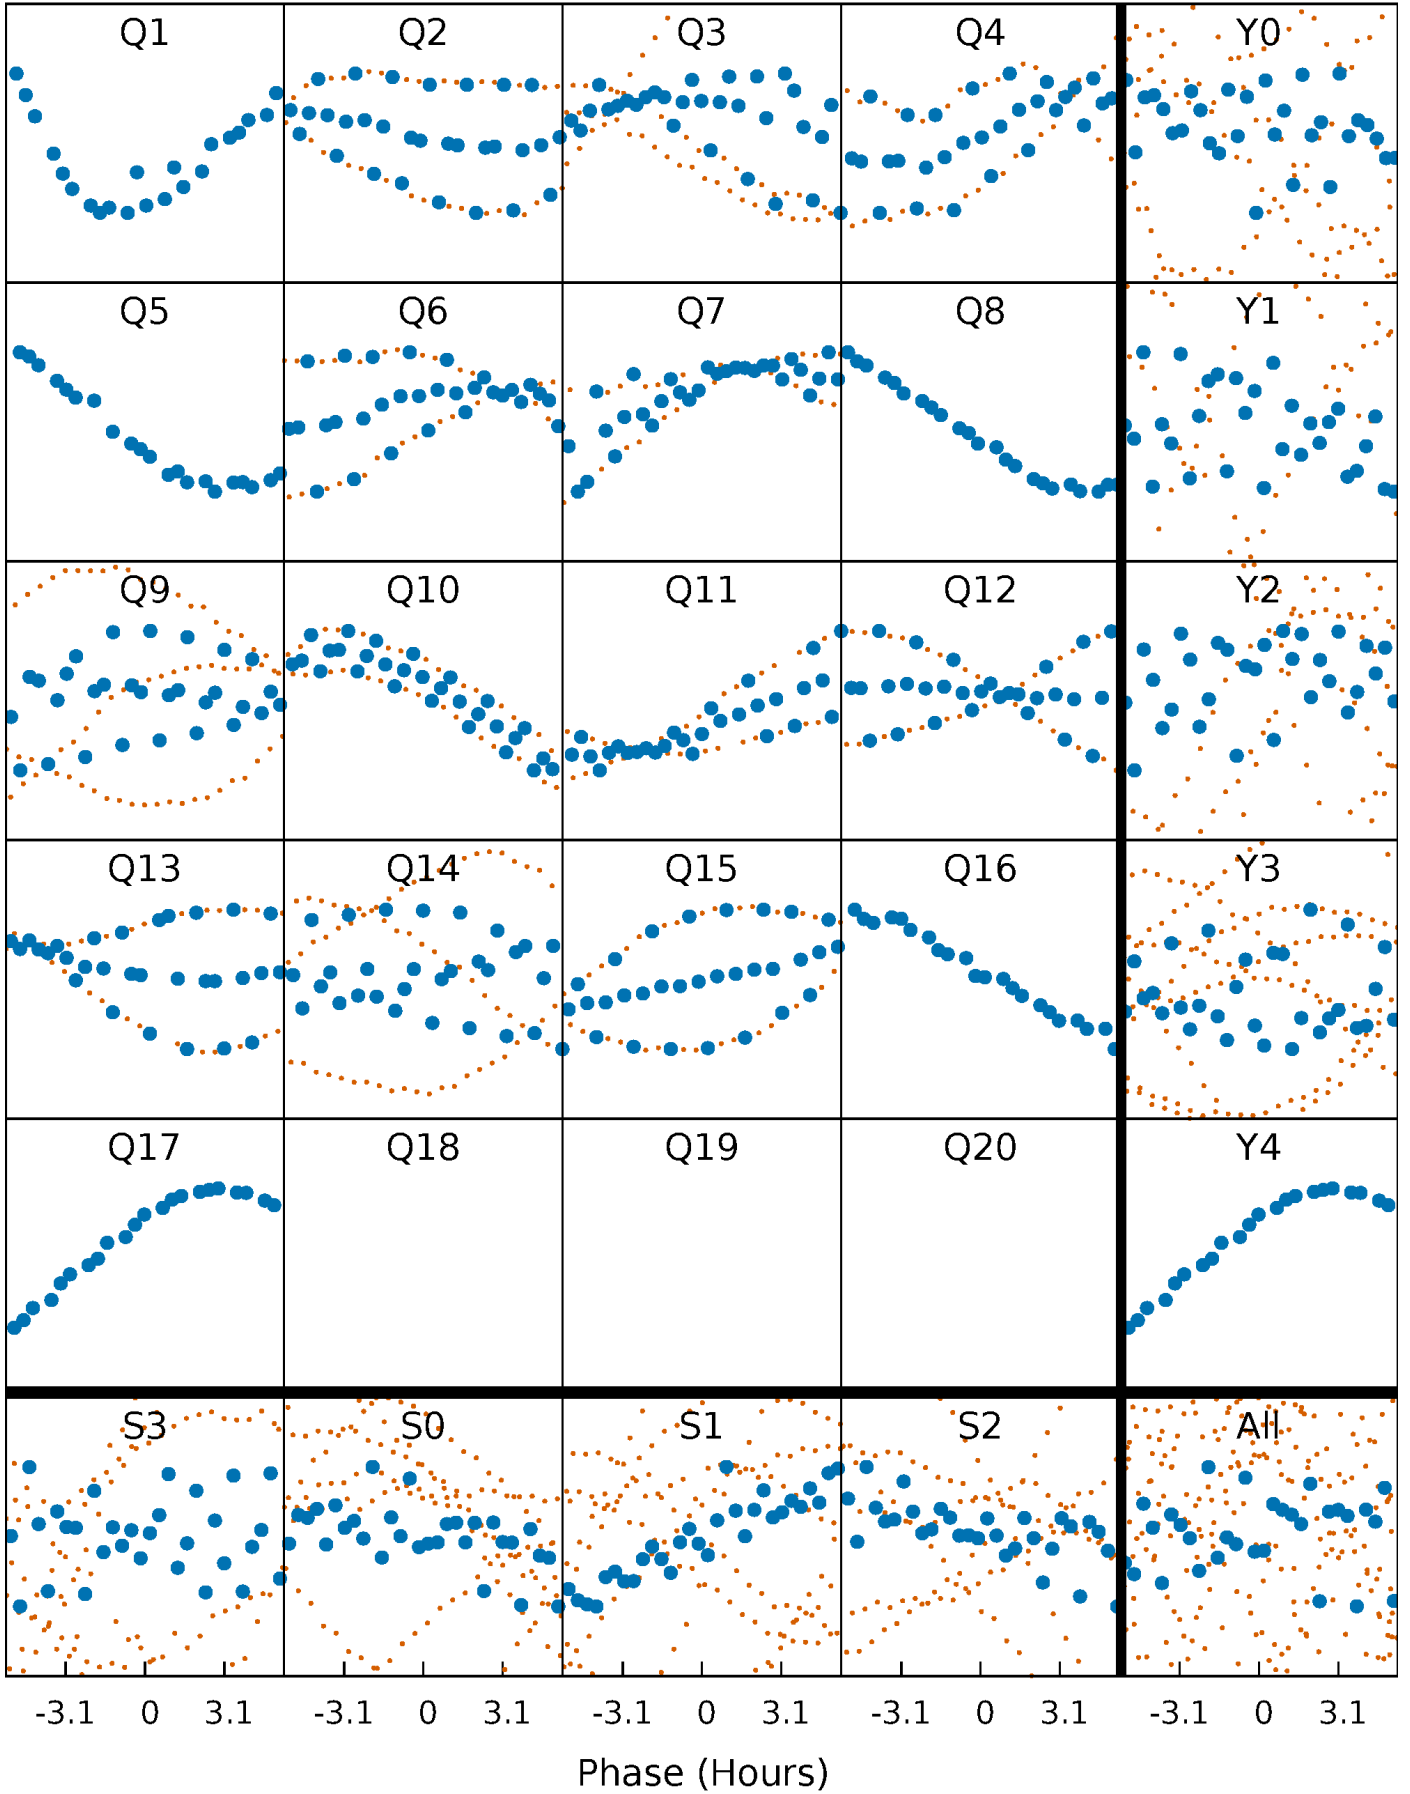 Q1 Q2 Q3 Q4 Y0
Q5 Q6 Q7 Q8 Y1
Q9 Q10 Q11 Q12 Y2
Q13 Q14 Q15 Q16 Y3
Q17 Q18 Q19 Q20 Y4
S3 S0 S1 S2 All
-3.1 0 3.1 -3.1 0 3.1 -3.1 0 3.1 -3.1 0 3.1 -3.1 0 3.1
Phase (Hours)